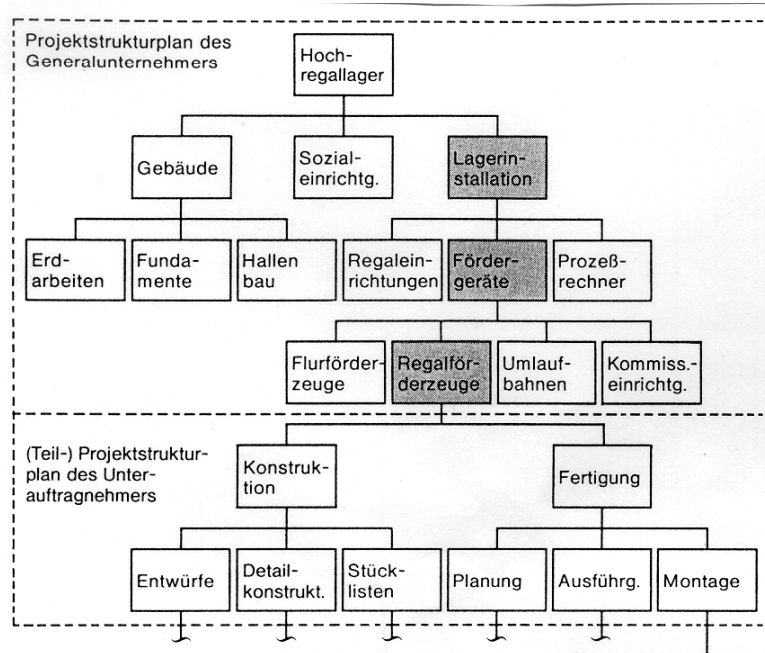 Projektstrukturplan des
Generalunternehmers
Hoch-
regallager
Gebäude
Sozial-
einrichtg.
Lagerin-
stallation
Erd-
arbeiten
Funda-
mente
Hallen
bau
Regalein-
richtungen
Förder-
geräte
Prozeß-
rechner
Flurförder-
zeuge
Regalför-
derzeuge
Umlauf-
bahnen
Kommiss.-
einrichtg.
(Teil-) Projektstruktur-
plan des Unter-
auftragnehmers
Konstruk-
tion
Fertigung
Entwürfe
Detail-
konstrukt.
Stück-
listen
Planung
Ausführg.
Montage